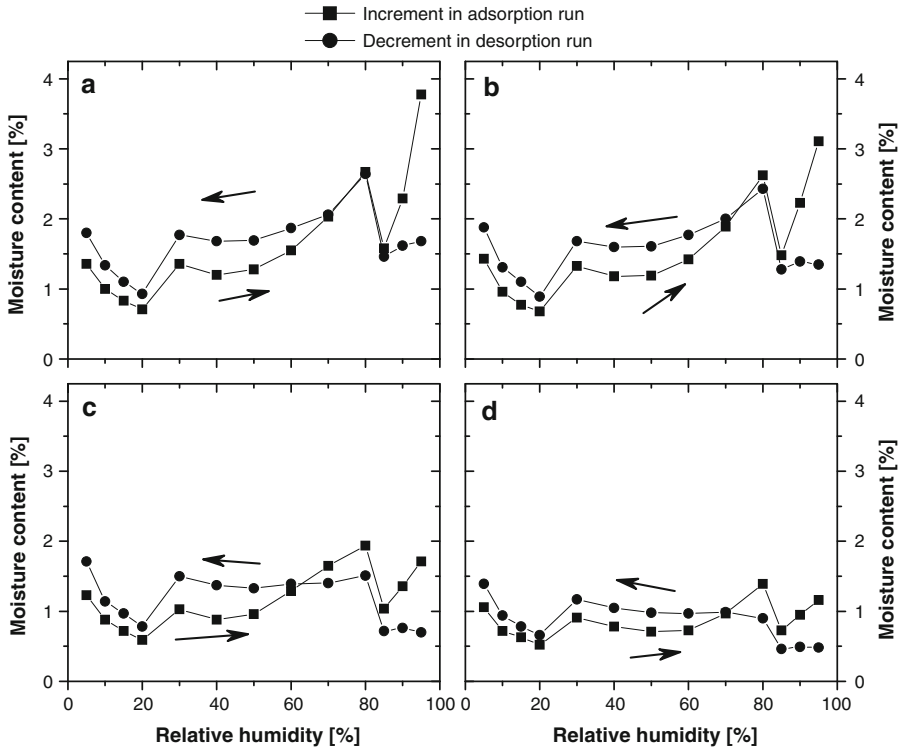 Increment in adsorption run
Decrement in desorption run
a
b
4
3
2
1
0
Moisture content [%]
4
3
2
1
0
Moisture content [%]
c
d
4
3
2
1
0
Moisture content [%]
4
3
2
1
0
Moisture content [%]
0 20 40 60 80 100
0 20 40 60 80 100
Relative humidity [%]
Relative humidity [%]